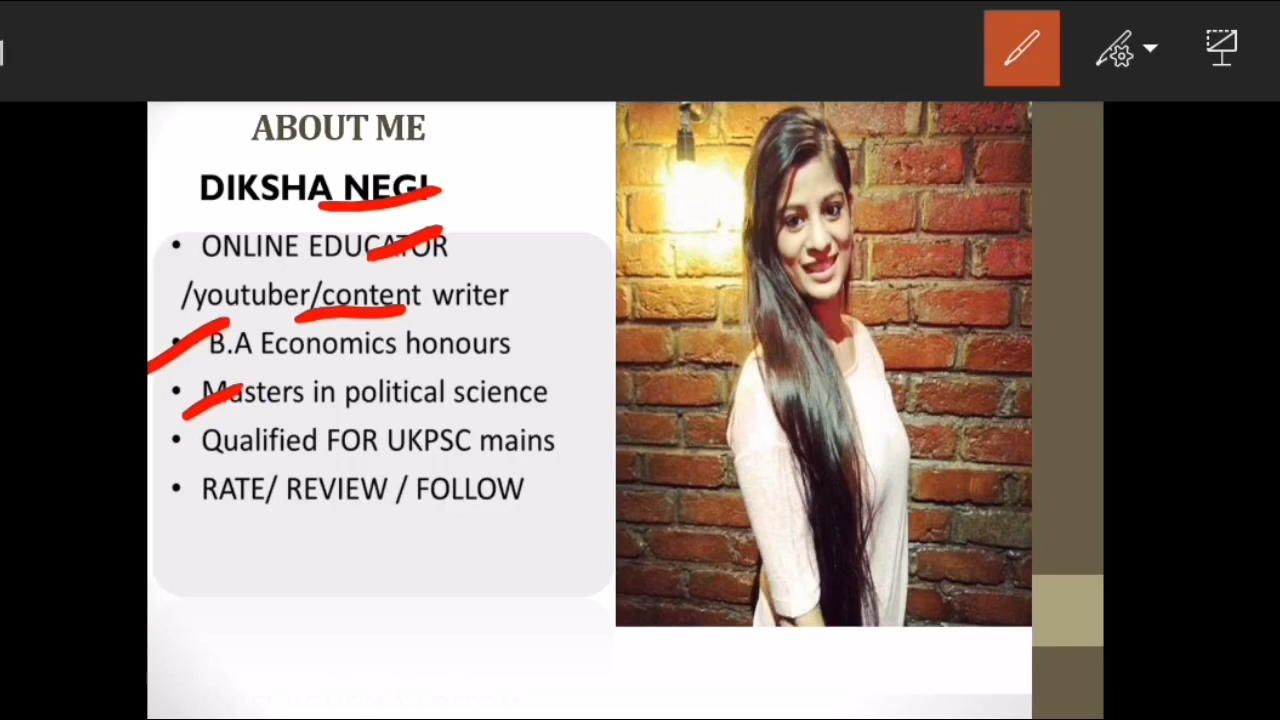 ABOUT ME
DIKSHA NEGI
• ONLINE EDUCATOR
/youtuber/content writer
• B.A Economics honours
• Masters in political science
• Qualified FOR UKPSC mains
• RATE/ REVIEW / FOLLOW